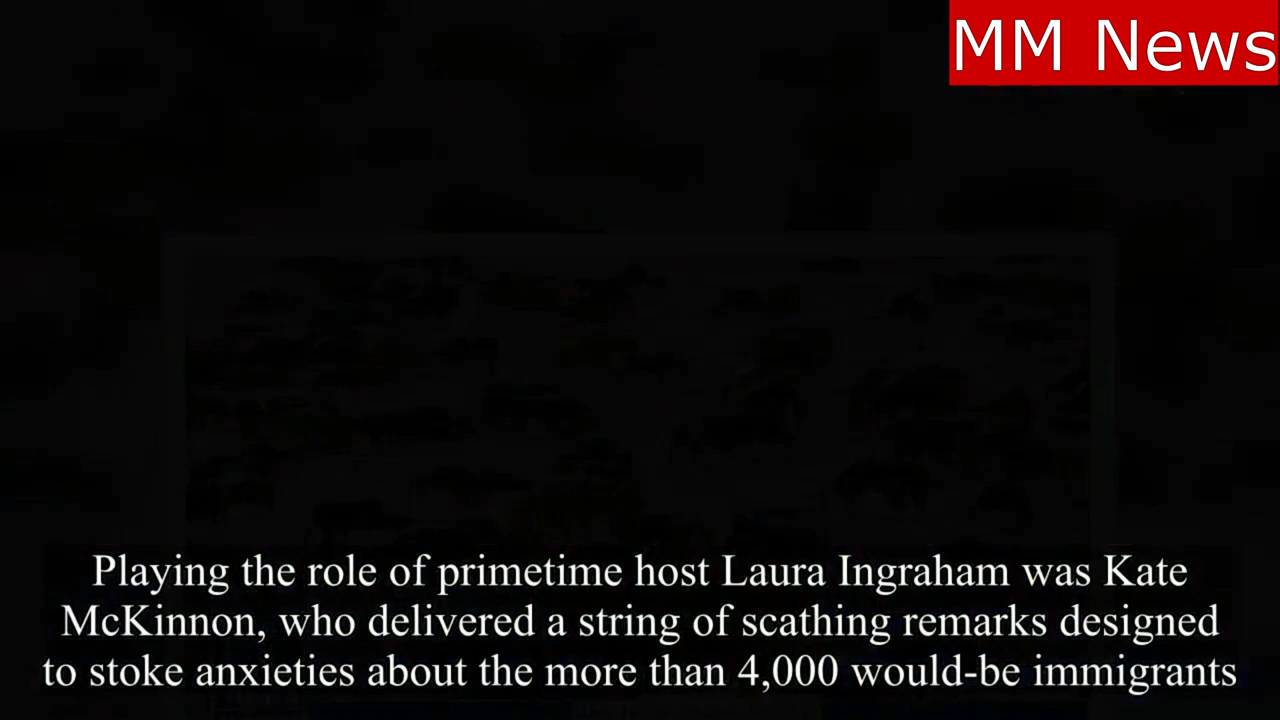 MM News
Playing the role of primetime host Laura Ingraham was Kate
McKinnon, who delivered a string of scathing remarks designed
to stoke anxieties about the more than 4,000 would-be immigrants